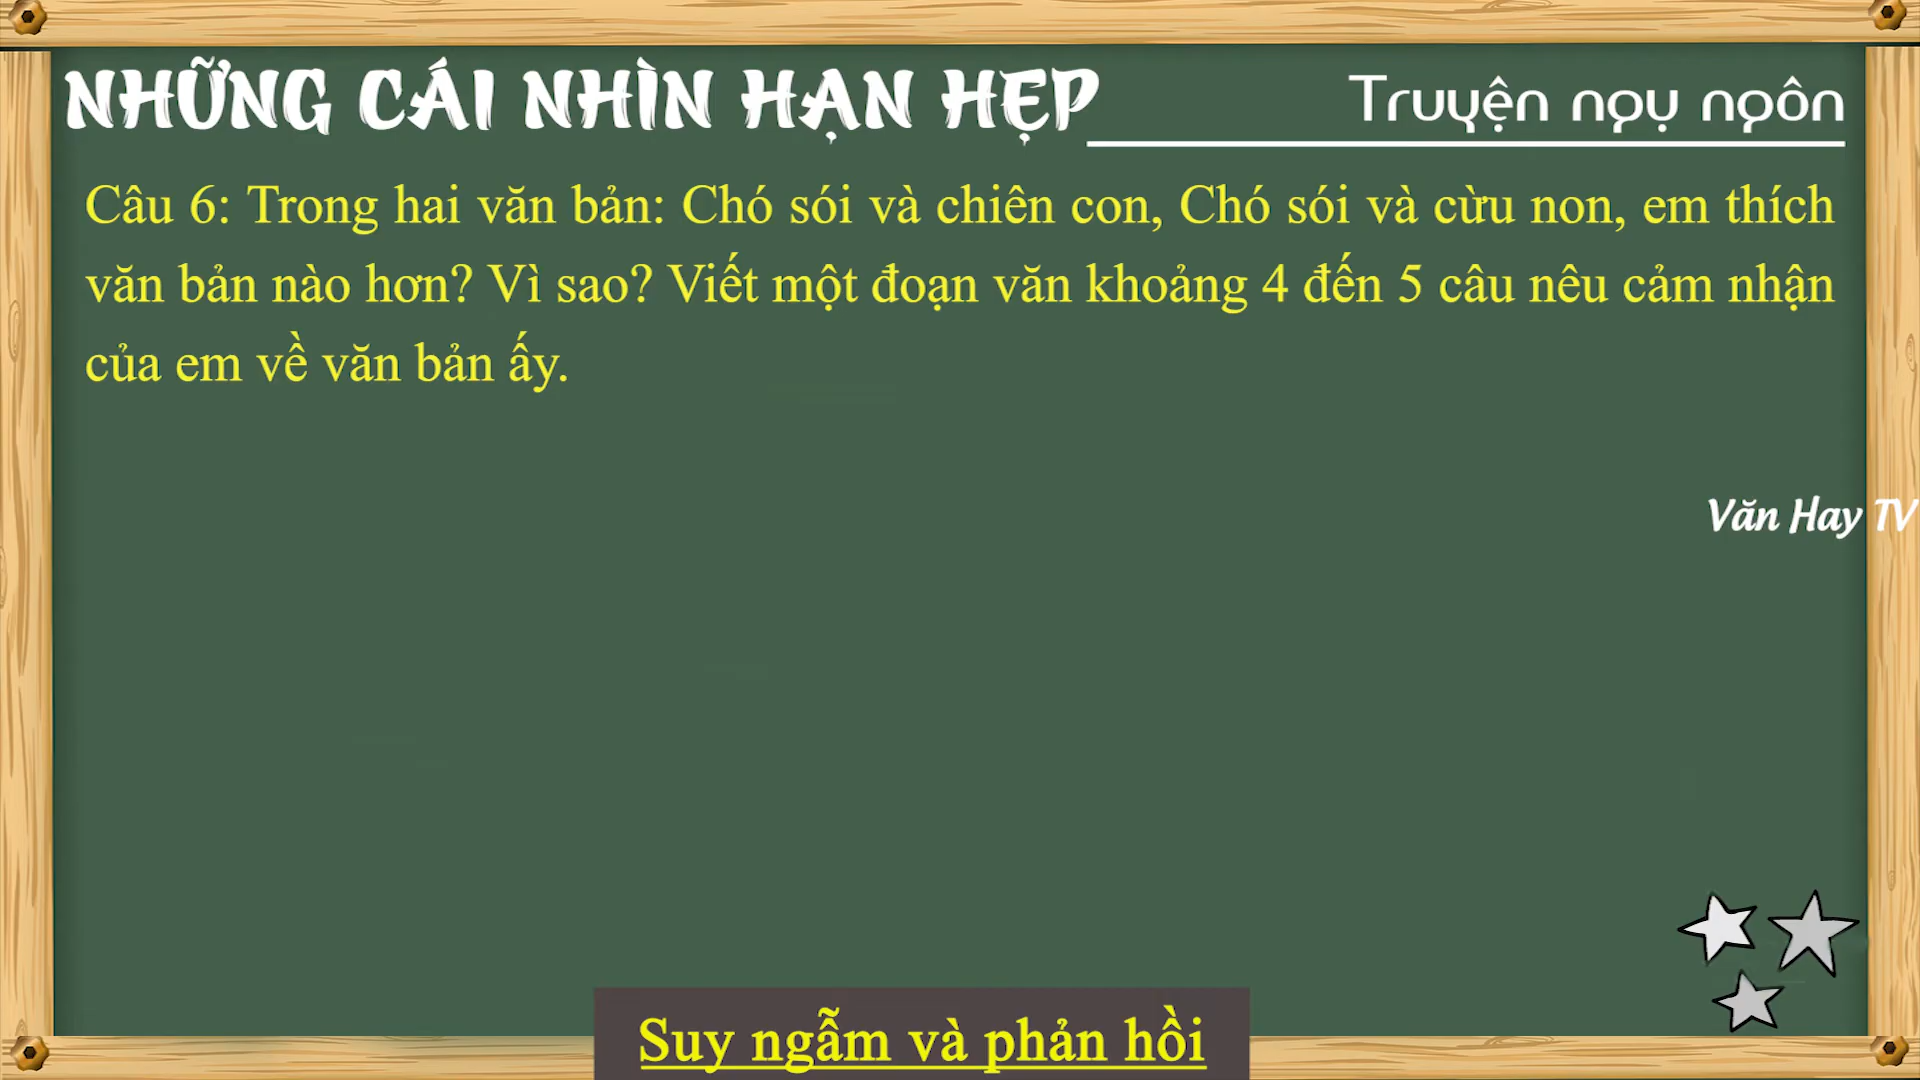 NHỮNG CÁI NHÌN HẠN HẸP
Truyện ngụ ngôn
Câu 6: Trong hai văn bản: Chó sói và chiên con, Chó sói và cừu non, em thích
văn bản nào hơn? Vì sao? Viết một đoạn văn khoảng 4 đến 5 câu nêu cảm nhận
của em về văn bản ấy.
Văn Hay TV
Suy ngẫm và phản hồi